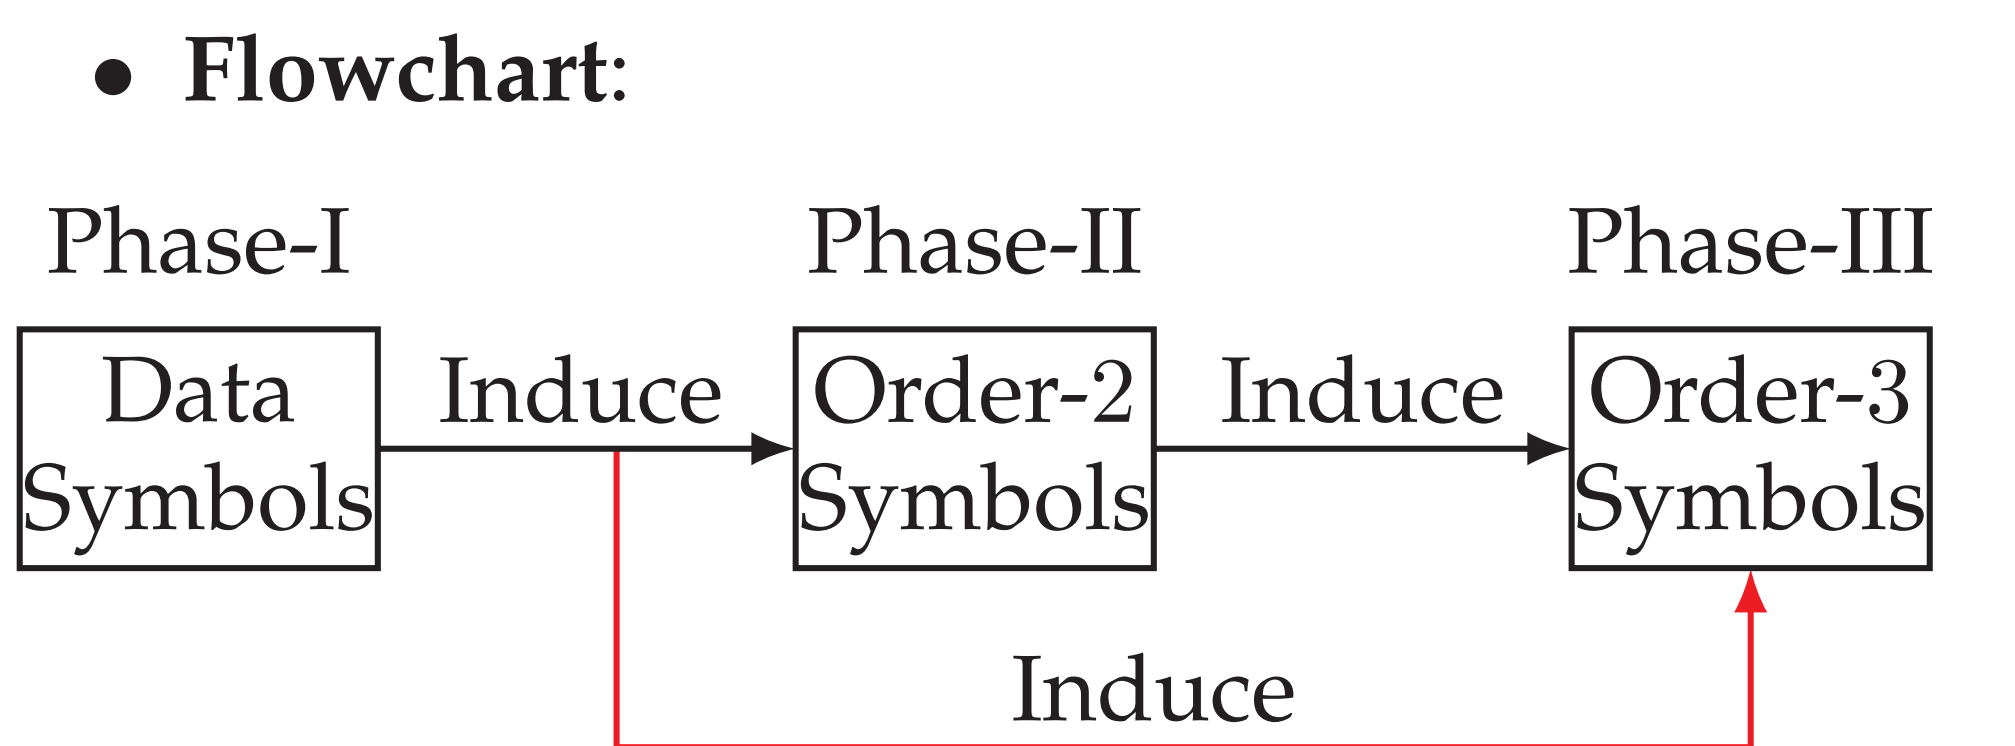 • Flowchart:
Phase-I Phase-II Phase-III
Data Induce Order-2 Induce Order-3
Symbols Symbols Symbols
Induce